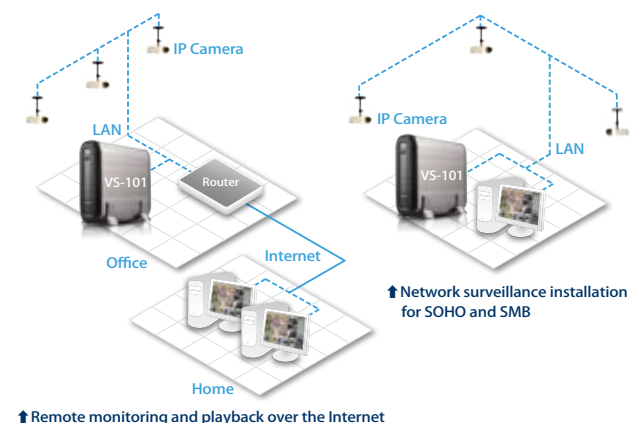 IP Camera
LAN
VS-101
Router
Office
Internet
Home
Remote monitoring and playback over the Internet
IP Camera
LAN
VS-101
Network surveillance installation
for SOHO and SMB